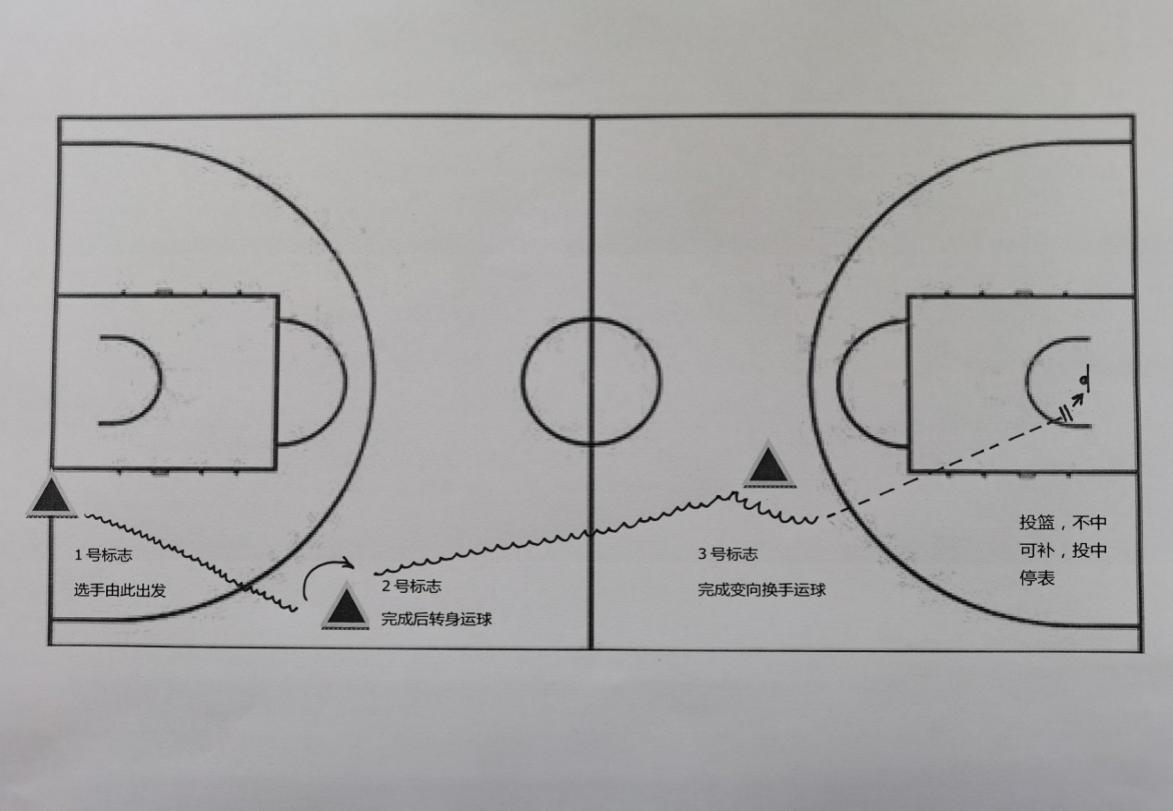 1号标志
选手由此出发
2号标志
完成后转身运球
3号标志
完成变向换手运球
投篮，不中
可补，投中
停表